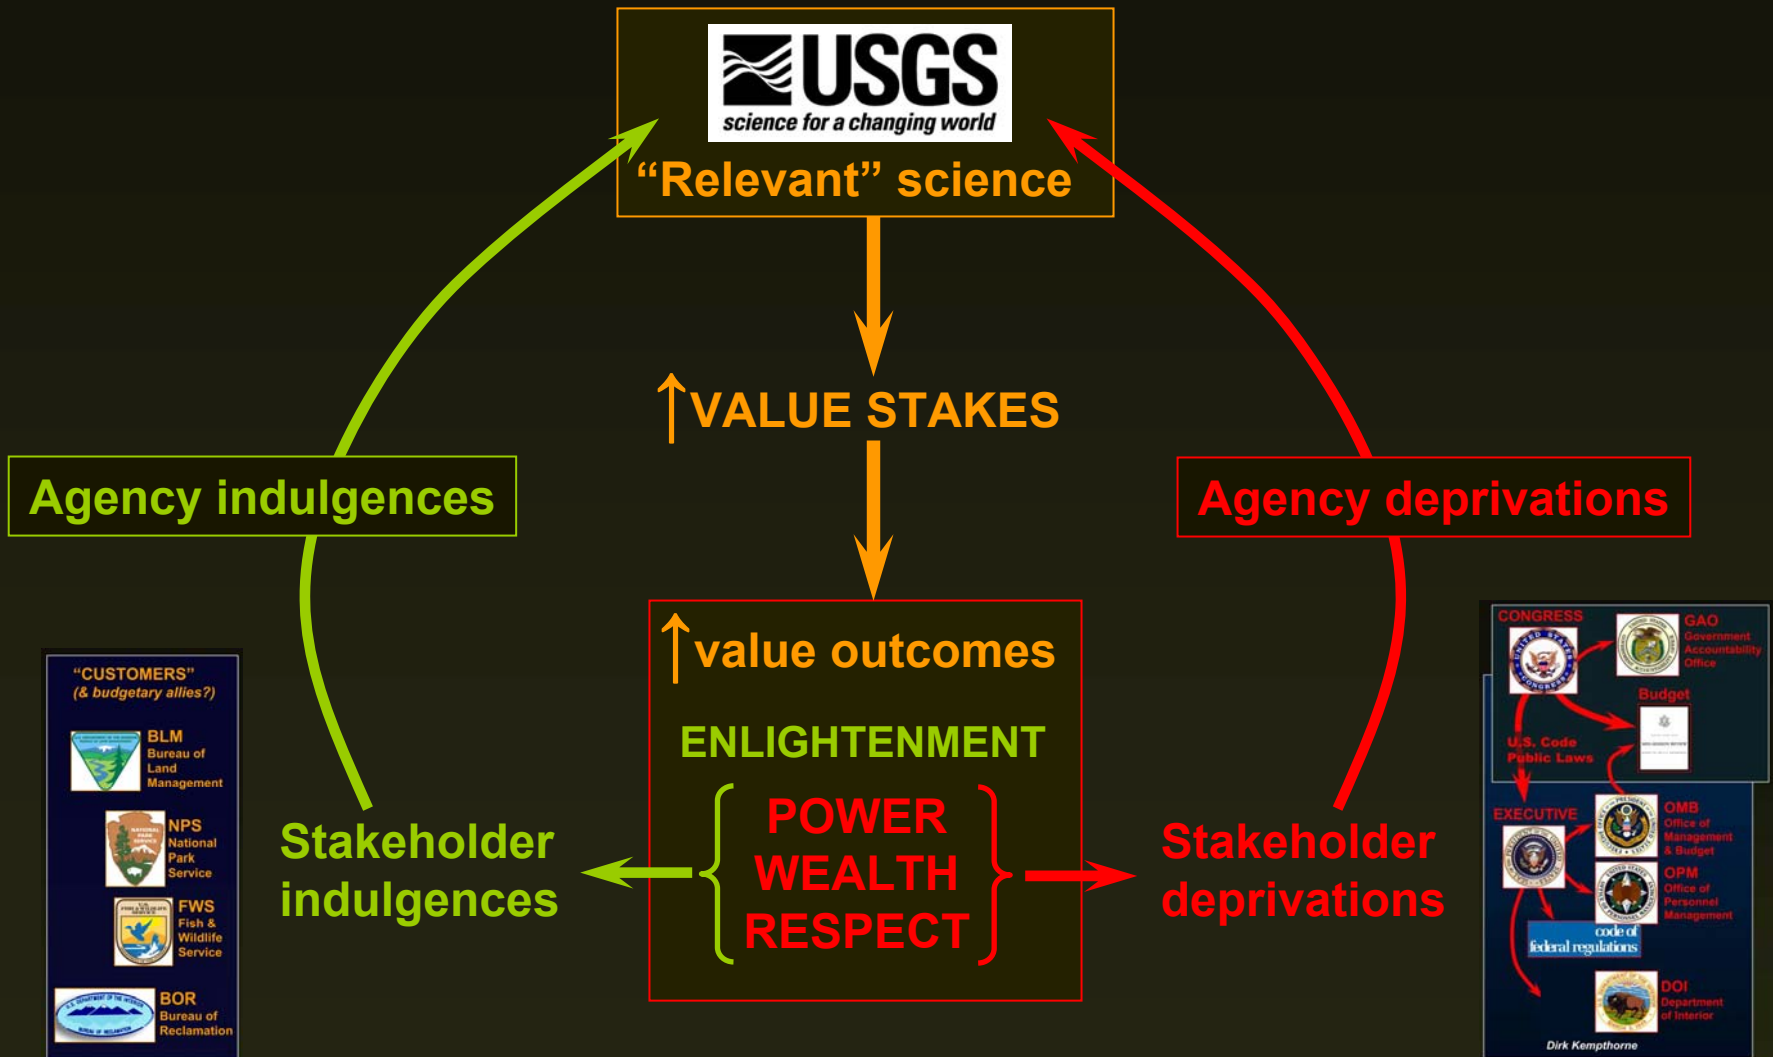 USGS
science for a changing world
“Relevant” science
↑VALUE STAKES
Agency indulgences
Agency deprivations
↑value outcomes
ENLIGHTENMENT
POWER
WEALTH
RESPECT
Stakeholder
indulgences
Stakeholder
deprivations
“CUSTOMERS”
(& budgetary allies?)
BLM
Bureau of
Land
Management
NPS
National
Park
Service
FWS
Fish &
Wildlife
Service
BOR
Bureau of
Reclamation
CONGRESS
GAO
Government
Accountability
Office
Budget
U.S. Code
Public Laws
EXECUTIVE
OMB
Office of
Management
& Budget
OPM
Office of
Personnel
Management
code of
federal regulations
DOI
Department
of Interior
Dirk Kempthorne